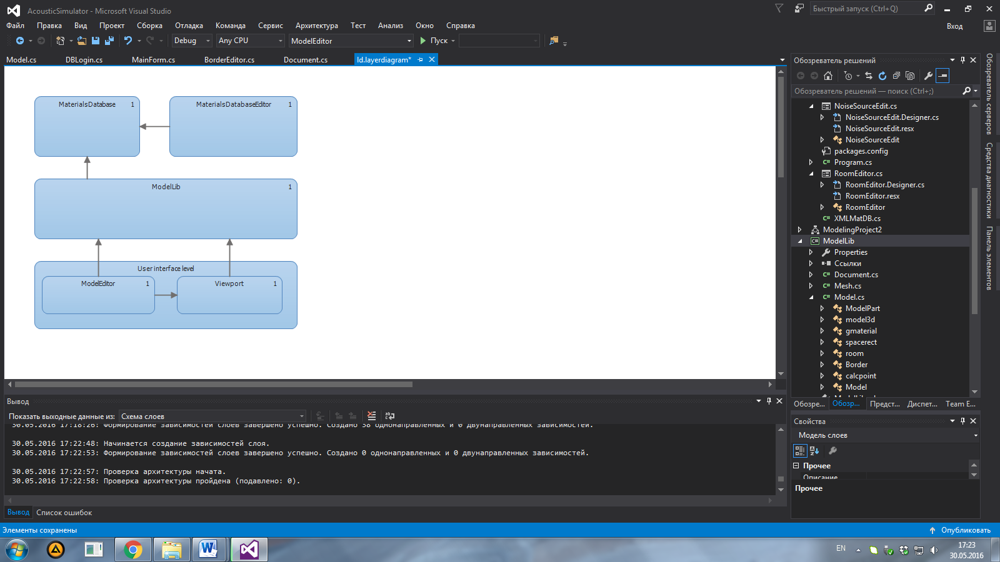 AcousticSimulator - Microsoft Visual Studio
Быстрый запуск (Ctrl+Q)
Файл Правка Вид Проект Сборка Отладка Команда Сервис Архитектура Тест Анализ Окно Справка
Вход
Debug Any CPU ModelEditor Пуск
Model.cs DBLogin.cs MainForm.cs BorderEditor.cs Document.cs ld.layerdiagram*
MaterialsDatabase 1
MaterialsDatabaseEditor 1
ModelLib 1
User interface level
ModelEditor 1
Viewport 1
Вывод
Показать выходные данные из: Схема слоев
30.05.2016 17:18:26: Формирование зависимостей слоев завершено успешно. Создано 38 однонаправленных и 0 двунаправленных зависимостей.
30.05.2016 17:22:48: Начинается создание зависимостей слоя.
30.05.2016 17:22:53: Формирование зависимостей слоев завершено успешно. Создано 0 однонаправленных и 0 двунаправленных зависимостей.
30.05.2016 17:22:57: Проверка архитектуры начата.
30.05.2016 17:22:58: Проверка архитектуры пройдена (подавлено: 0).
Вывод Список ошибок
Обозреватель решений
Обозреватель решений — поиск (Ctrl+;)
NoiseSourceEdit.cs
NoiseSourceEdit.Designer.cs
NoiseSourceEdit.resx
NoiseSourceEdit
packages.config
C# Program.cs
RoomEditor.cs
RoomEditor.Designer.cs
RoomEditor.resx
RoomEditor
C# XMLMatDB.cs
ModelingProject2
C# ModelLib
Properties
Ссылки
C# Document.cs
C# Mesh.cs
C# Model.cs
ModelPart
model3d
gmaterial
spacerect
room
Border
calcpoint
Model
Обозре... Обозр... Предст... Диспет... Team E...
Свойства
Модель слоев
Прочее
Описание
Прочее
Обозреватель серверов
Средства диагностики
Панель элементов
Элементы сохранены
Опубликовать
EN
17:23
30.05.2016